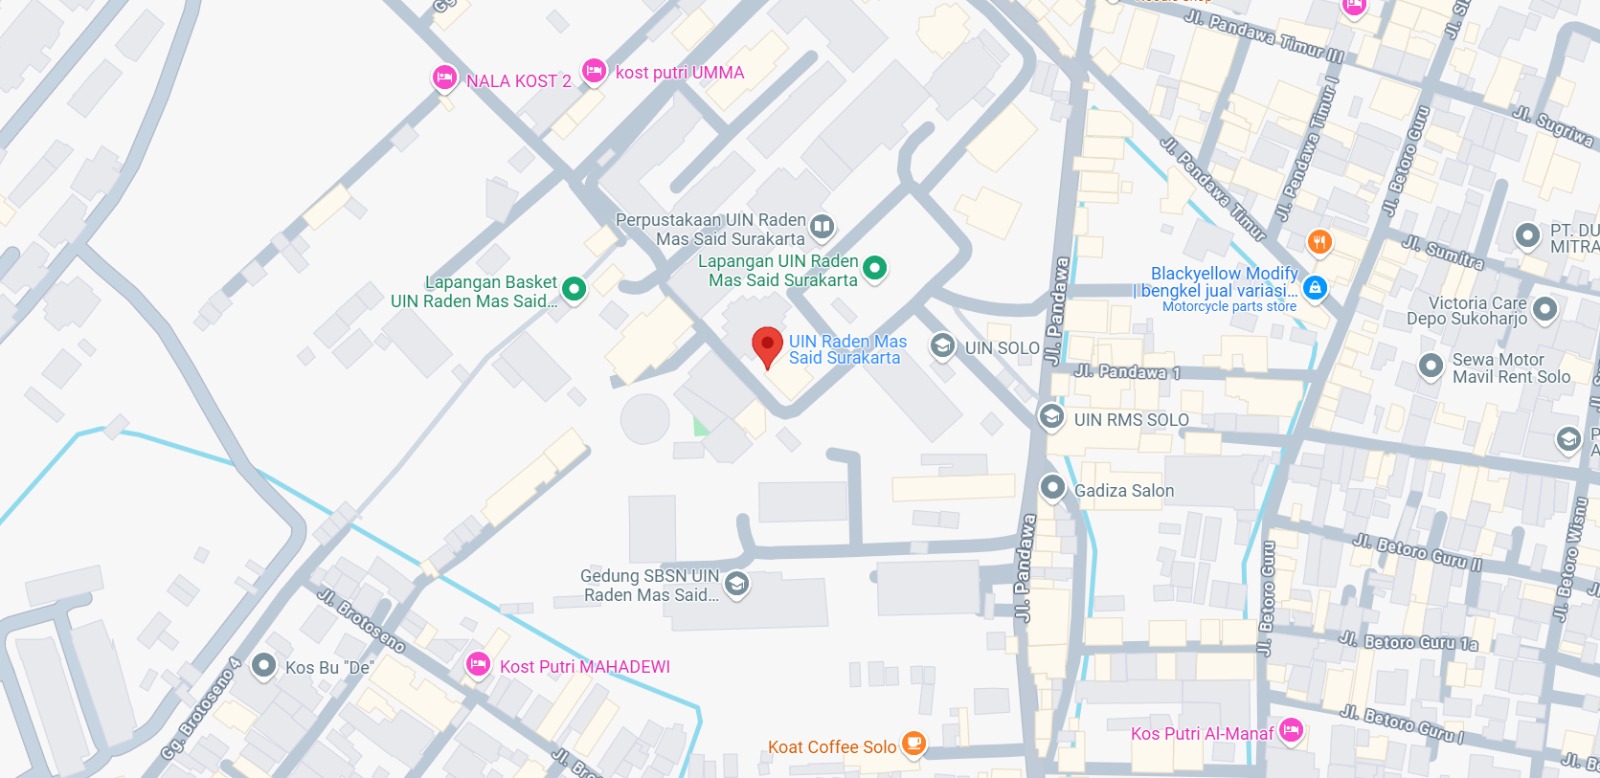 Gg.
NALA KOST 2
kost putri UMMA
Jl. Pandawa Timur III
Jl. Sugriwa
Jl. Pendawa Timur I
Jl. Betoro Guru
Jl. Pendawa Timur
Perpustakaan UIN Raden
Mas Said Surakarta
Lapangan UIN Raden
Mas Said Surakarta
Lapangan Basket
UIN Raden Mas Said...
UIN Raden Mas
Said Surakarta
UIN SOLO
Jl. Pandawa
Blackyellow Modify
| bengkel jual variasi...
Motorcycle parts store
PT. DU
MITRA
Jl. Sumitra
Victoria Care
Depo Sukoharjo
Sewa Motor
Mavil Rent Solo
Jl. Pandawa 1
UIN RMS SOLO
Gadiza Salon
P
A
Jl. Pandawa
Jl. Betoro Guru II
Jl. Betoro Wisnu
Jl. Betoro Guru
Jl. Betoro Guru 1a
Jl. Betoro Guru I
Gedung SBSN UIN
Raden Mas Said...
Jl. Brotoseno
Kos Bu "De"
Gg. Brotoseno 4
Kost Putri MAHADEWI
Koat Coffee Solo
Kos Putri Al-Manaf
Jl. Bro
Jl. Be